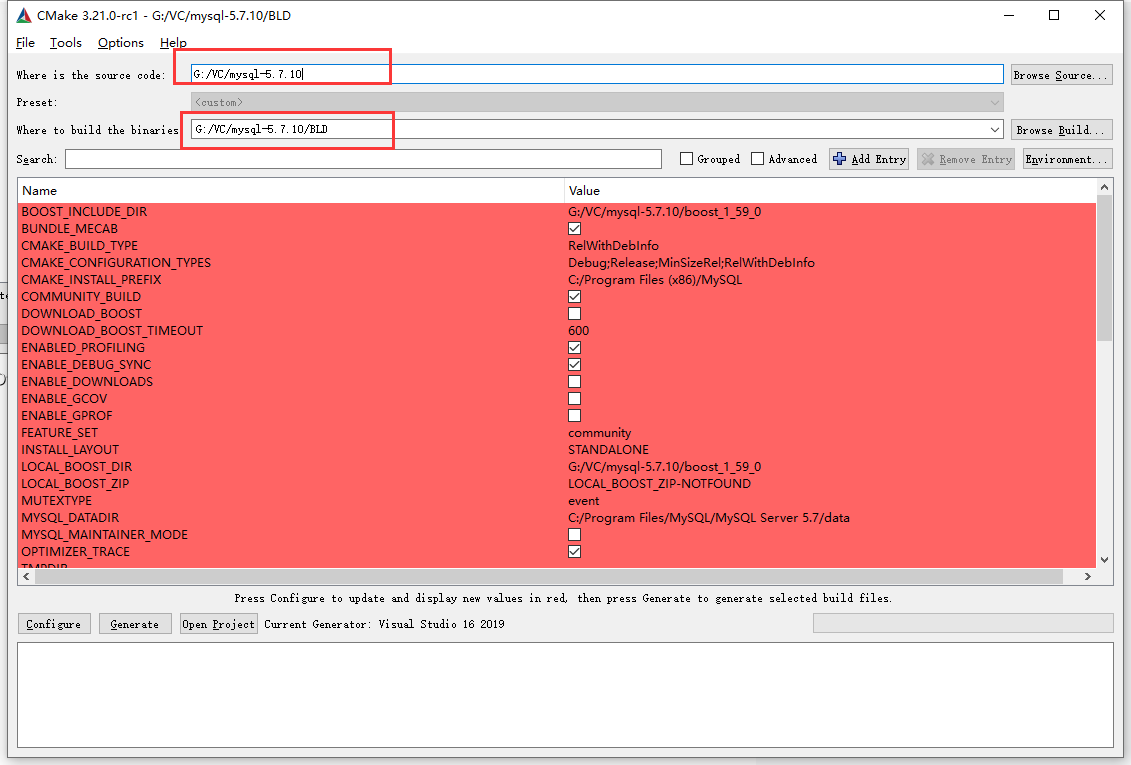 CMake 3.21.0-rc1 - G:/VC/mysql-5.7.10/BLD
File Tools Options Help
Where is the source code: G:/VC/mysql-5.7.10 Browse Source...
Preset: <custom>
Where to build the binaries: G:/VC/mysql-5.7.10/BLD Browse Build...
Search: Grouped Advanced Add Entry Remove Entry Environment...
Name Value
BOOST_INCLUDE_DIR G:/VC/mysql-5.7.10/boost_1_59_0
BUNDLE_MECAB
CMAKE_BUILD_TYPE RelWithDebInfo
CMAKE_CONFIGURATION_TYPES Debug;Release;MinSizeRel;RelWithDebInfo
CMAKE_INSTALL_PREFIX C:/Program Files (x86)/MySQL
COMMUNITY_BUILD
DOWNLOAD_BOOST
DOWNLOAD_BOOST_TIMEOUT 600
ENABLED_PROFILING
ENABLE_DEBUG_SYNC
ENABLE_DOWNLOADS
ENABLE_GCOV
ENABLE_GPROF
FEATURE_SET community
INSTALL_LAYOUT STANDALONE
LOCAL_BOOST_DIR G:/VC/mysql-5.7.10/boost_1_59_0
LOCAL_BOOST_ZIP LOCAL_BOOST_ZIP-NOTFOUND
MUTEXTYPE event
MYSQL_DATADIR C:/Program Files/MySQL/MySQL Server 5.7/data
MYSQL_MAINTAINER_MODE
OPTIMIZER_TRACE
TMPDIR
Press Configure to update and display new values in red, then press Generate to generate selected build files.
Configure Generate Open Project Current Generator: Visual Studio 16 2019